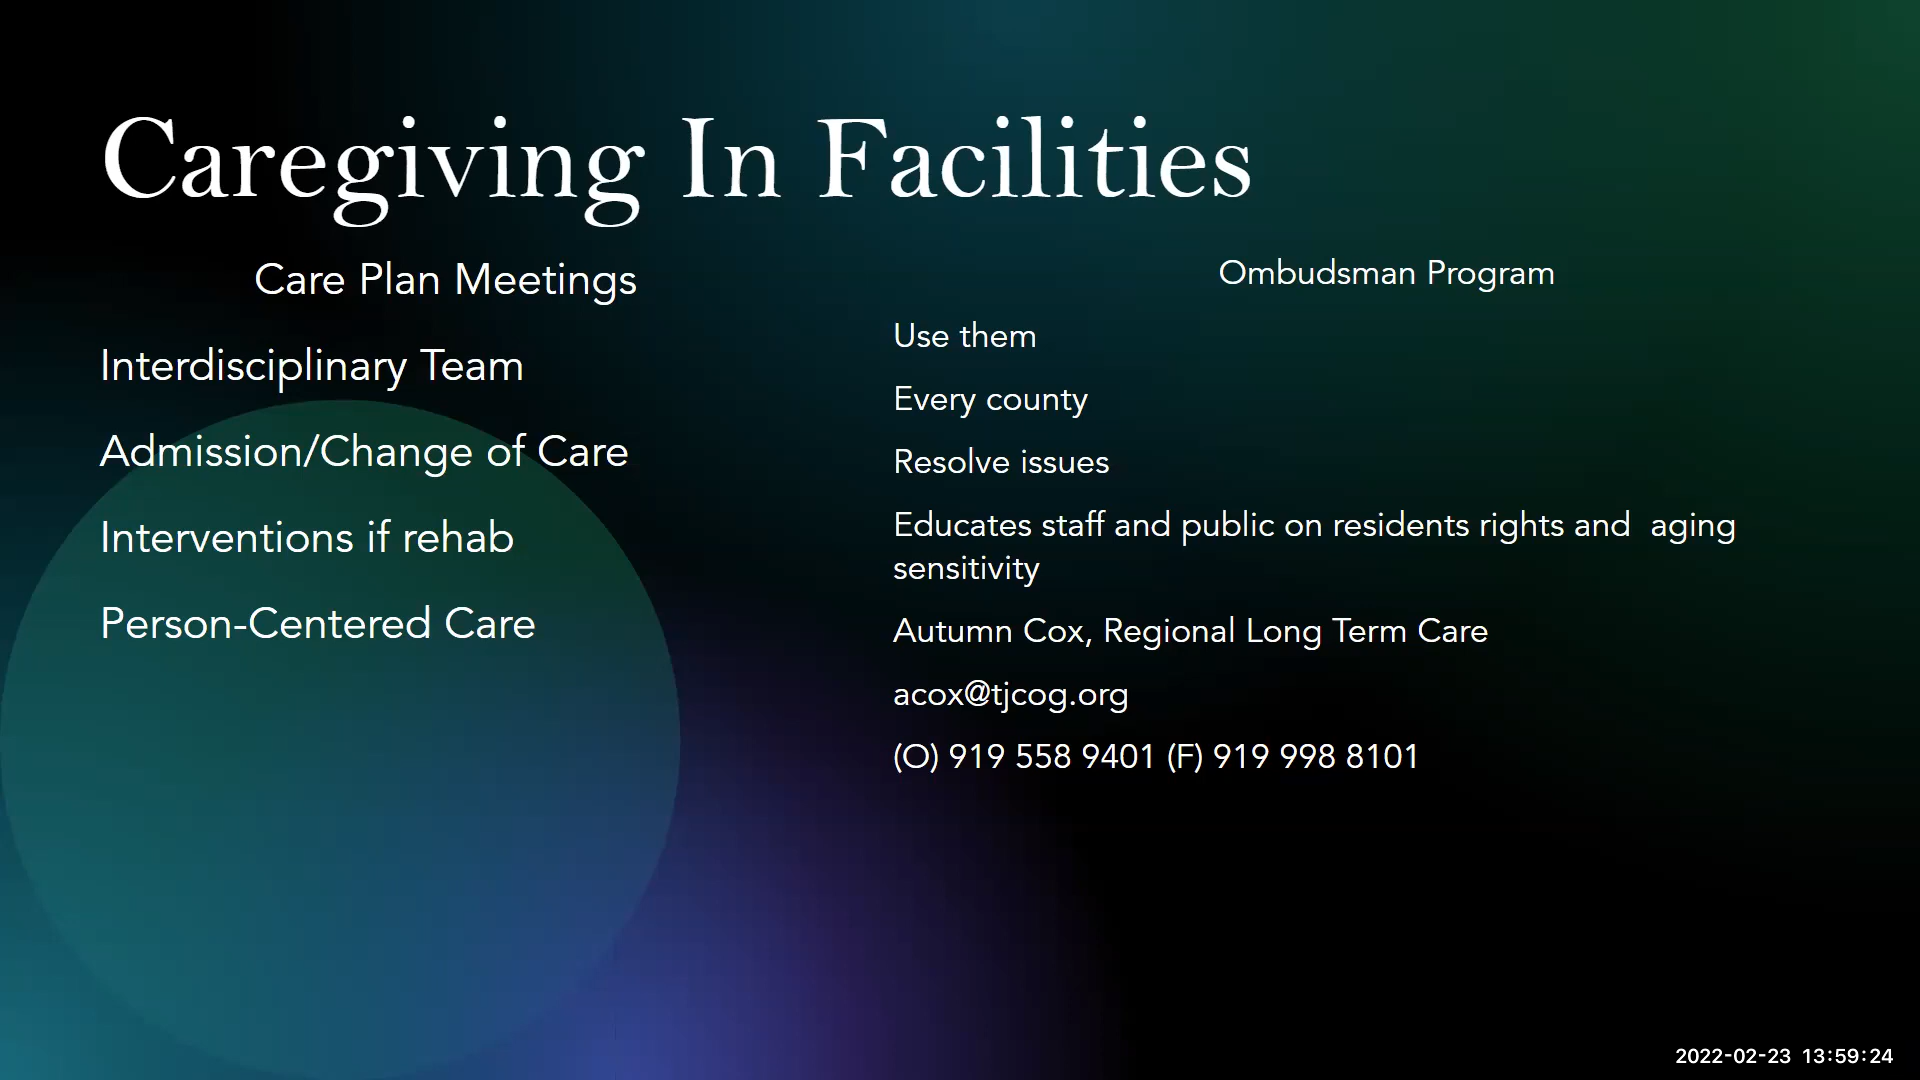 Caregiving In Facilities
Care Plan Meetings
Interdisciplinary Team
Admission/Change of Care
Interventions if rehab
Person-Centered Care
Ombudsman Program
Use them
Every county
Resolve issues
Educates staff and public on residents rights and  aging
sensitivity
Autumn Cox, Regional Long Term Care
acox@tjcog.org
(O) 919 558 9401 (F) 919 998 8101
2022-02-23 13:59:24